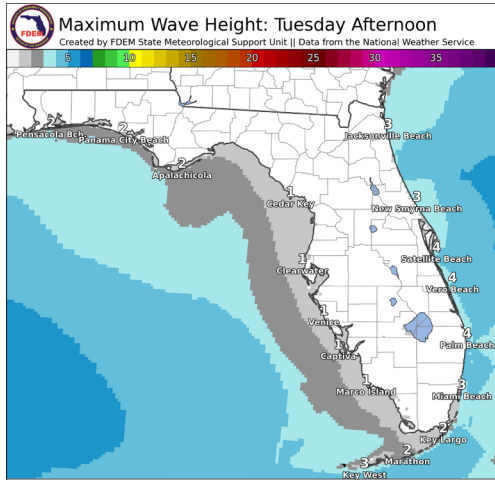 FDEM
Maximum Wave Height: Tuesday Afternoon
Created by FDEM State Meteorological Support Unit || Data from the National Weather Service
5 10 15 20 25 30 35
2 Pensacola Bch
2 Panama City Beach
2 Apalachicola
3 Jacksonville Beach
1 Cedar Key
3 New Smyrna Beach
4 Satellite Beach
1 Clearwater
4 Vero Beach
1 Venice
1 Captiva
4 Palm Beach
1 Marco Island
3 Miami Beach
2 Key Largo
2 Marathon
3 Key West